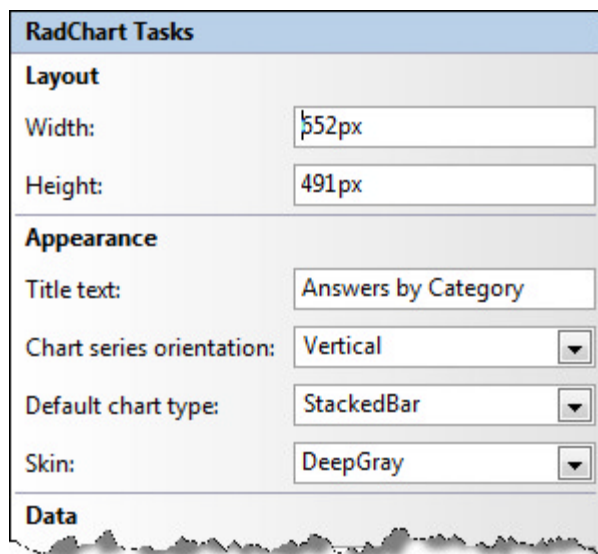 RadChart Tasks
Layout
Width:
Height: 491px
Appearance
Title text: Answers by Category
Chart series orientation: Vertical
Default chart type: StackedBar
Skin: DeepGray
Data